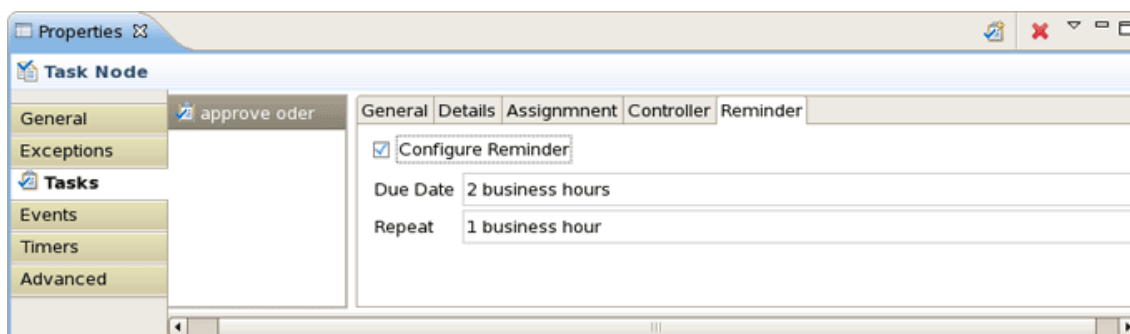 Properties
Task Node
General
Exceptions
Tasks
Events
Timers
Advanced
approve oder
General Details Assignmnent Controller Reminder
Configure Reminder
Due Date 2 business hours
Repeat 1 business hour